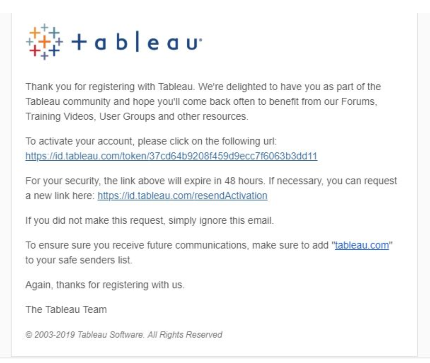 + a b l e a u
Thank you for registering with Tableau. We're delighted to have you as part of the
Tableau community and hope you'll come back often to benefit from our Forums,
Training Videos, User Groups and other resources.
To activate your account, please click on the following url:
https://id.tableau.com/token/37cd64b9208f459d9ecc7f6063b3dd11
For your security, the link above will expire in 48 hours. If necessary, you can request
a new link here: https://id.tableau.com/resendActivation
If you did not make this request, simply ignore this email.
To ensure sure you receive future communications, make sure to add "tableau.com"
to your safe senders list.
Again, thanks for registering with us.
The Tableau Team
© 2003-2019 Tableau Software. All Rights Reserved